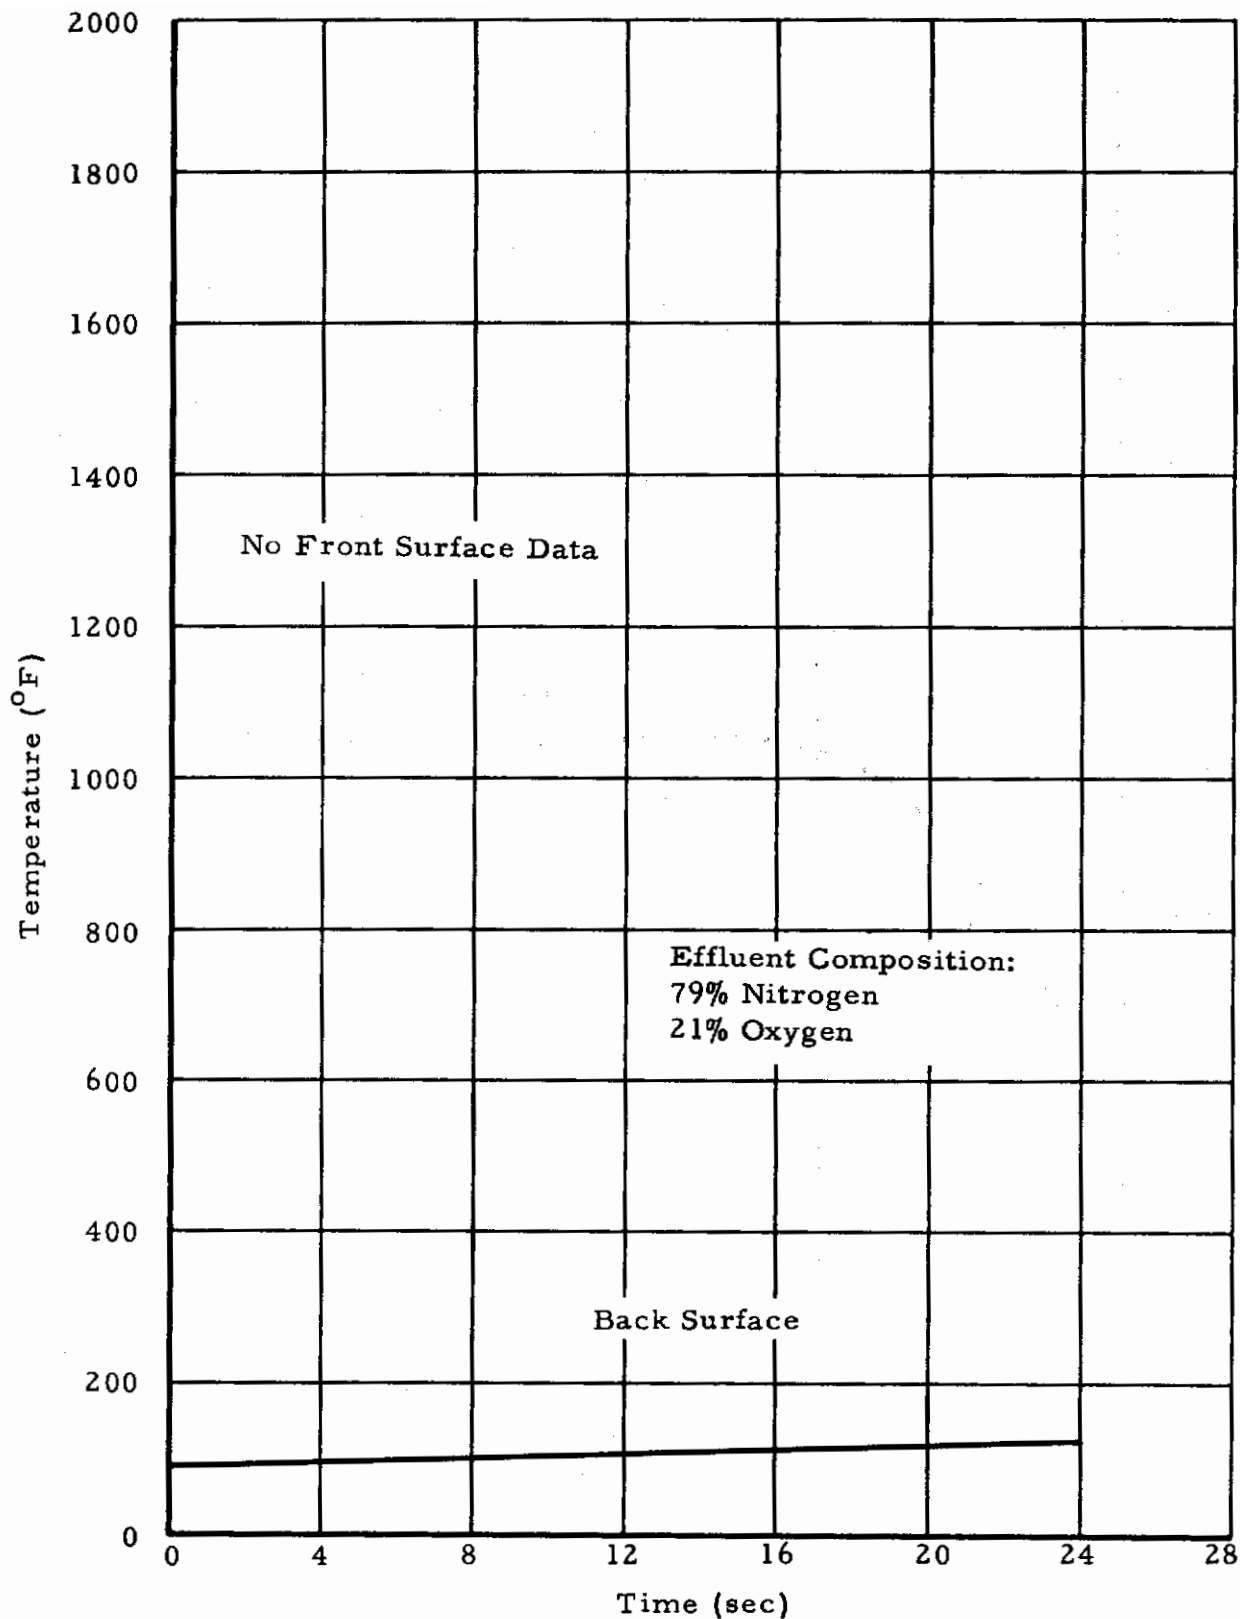 2000
1800
1600
1400
No Front Surface Data
1200
Temperature (°F)
1000
800
Effluent Composition:
79% Nitrogen
21% Oxygen
600
400
Back Surface
200
0
0 4 8 12 16 20 24 28
Time (sec)